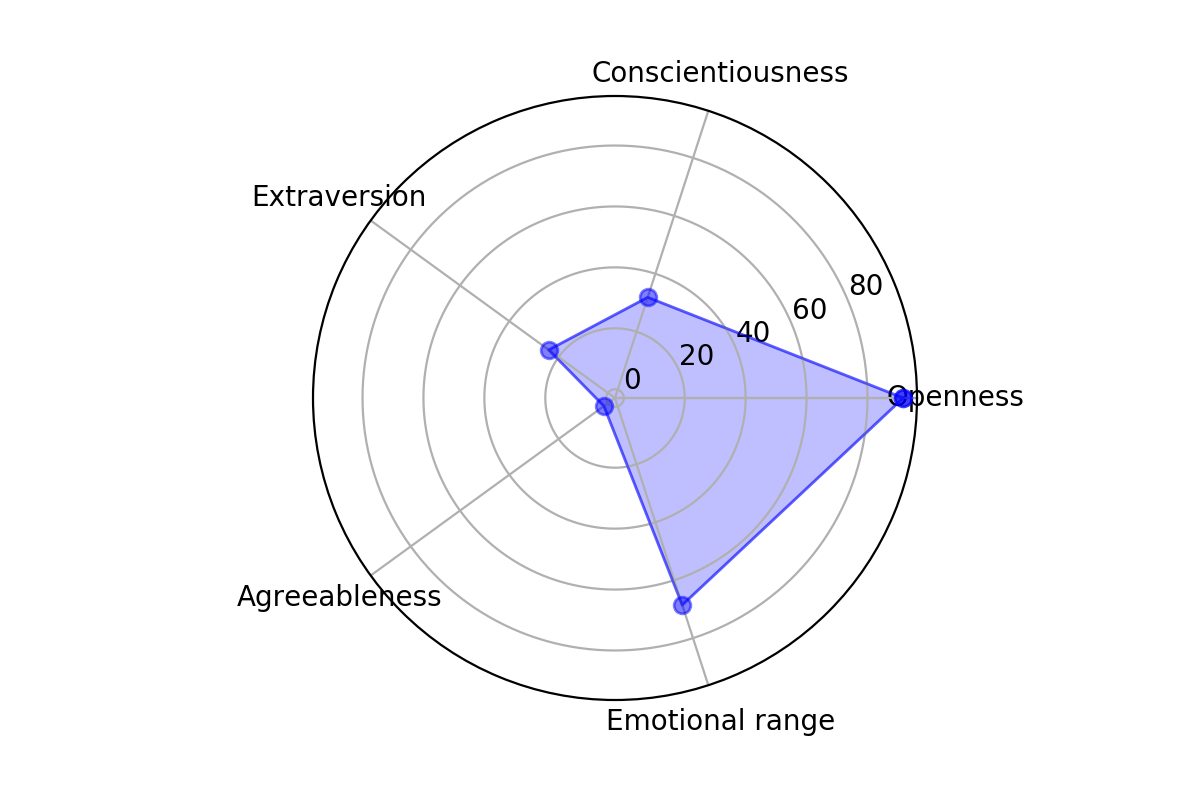 Conscientiousness
Extraversion
80
60
40
20
0
Openness
Agreeableness
Emotional range